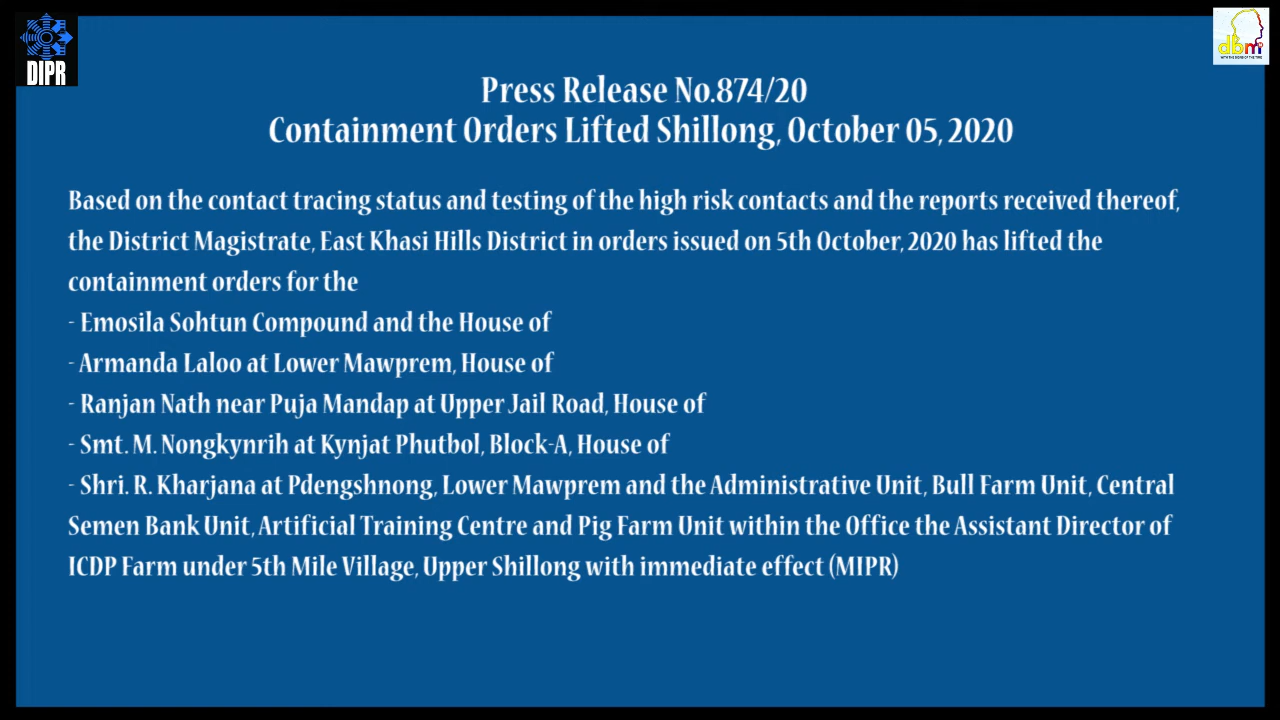 DIPR
dbm
Press Release No.874/20
Containment Orders Lifted Shillong, October 05, 2020
Based on the contact tracing status and testing of the high risk contacts and the reports received thereof,
the District Magistrate, East Khasi Hills District in orders issued on 5th October, 2020 has lifted the
containment orders for the
- Emosila Sohtun Compound and the House of
- Armanda Laloo at Lower Mawprem, House of
- Ranjan Nath near Puja Mandap at Upper Jail Road, House of
- Smt. M. Nongkynrih at Kynjat Phutbol, Block-A, House of
- Shri. R. Kharjana at Pdengshnong, Lower Mawprem and the Administrative Unit, Bull Farm Unit, Central
Semen Bank Unit, Artificial Training Centre and Pig Farm Unit within the Office the Assistant Director of
ICDP Farm under 5th Mile Village, Upper Shillong with immediate effect (MIPR)